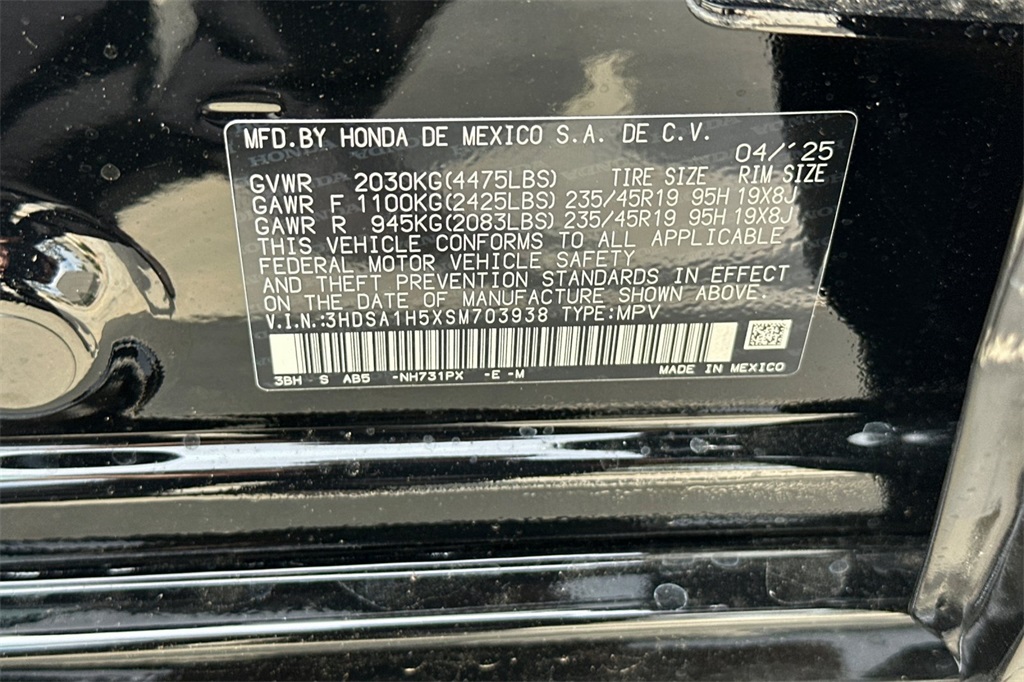 MFD.BY HONDA DE MEXICO S.A. DE C.V.
04/'25
GVWR 2030KG(4475LBS) TIRE SIZE RIM SIZE
GAWR F 1100KG(2425LBS) 235/45R19 95H 19X8J
GAWR R 945KG(2083LBS) 235/45R19 95H 19X8J
THIS VEHICLE CONFORMS TO ALL APPLICABLE
FEDERAL MOTOR VEHICLE SAFETY
AND THEFT PREVENTION STANDARDS IN EFFECT
ON THE DATE OF MANUFACTURE SHOWN ABOVE.
V.I.N.:3HDSA1H5XSM703938 TYPE:MPV
3BH S AB5 -NH731PX -E -M MADE IN MEXICO